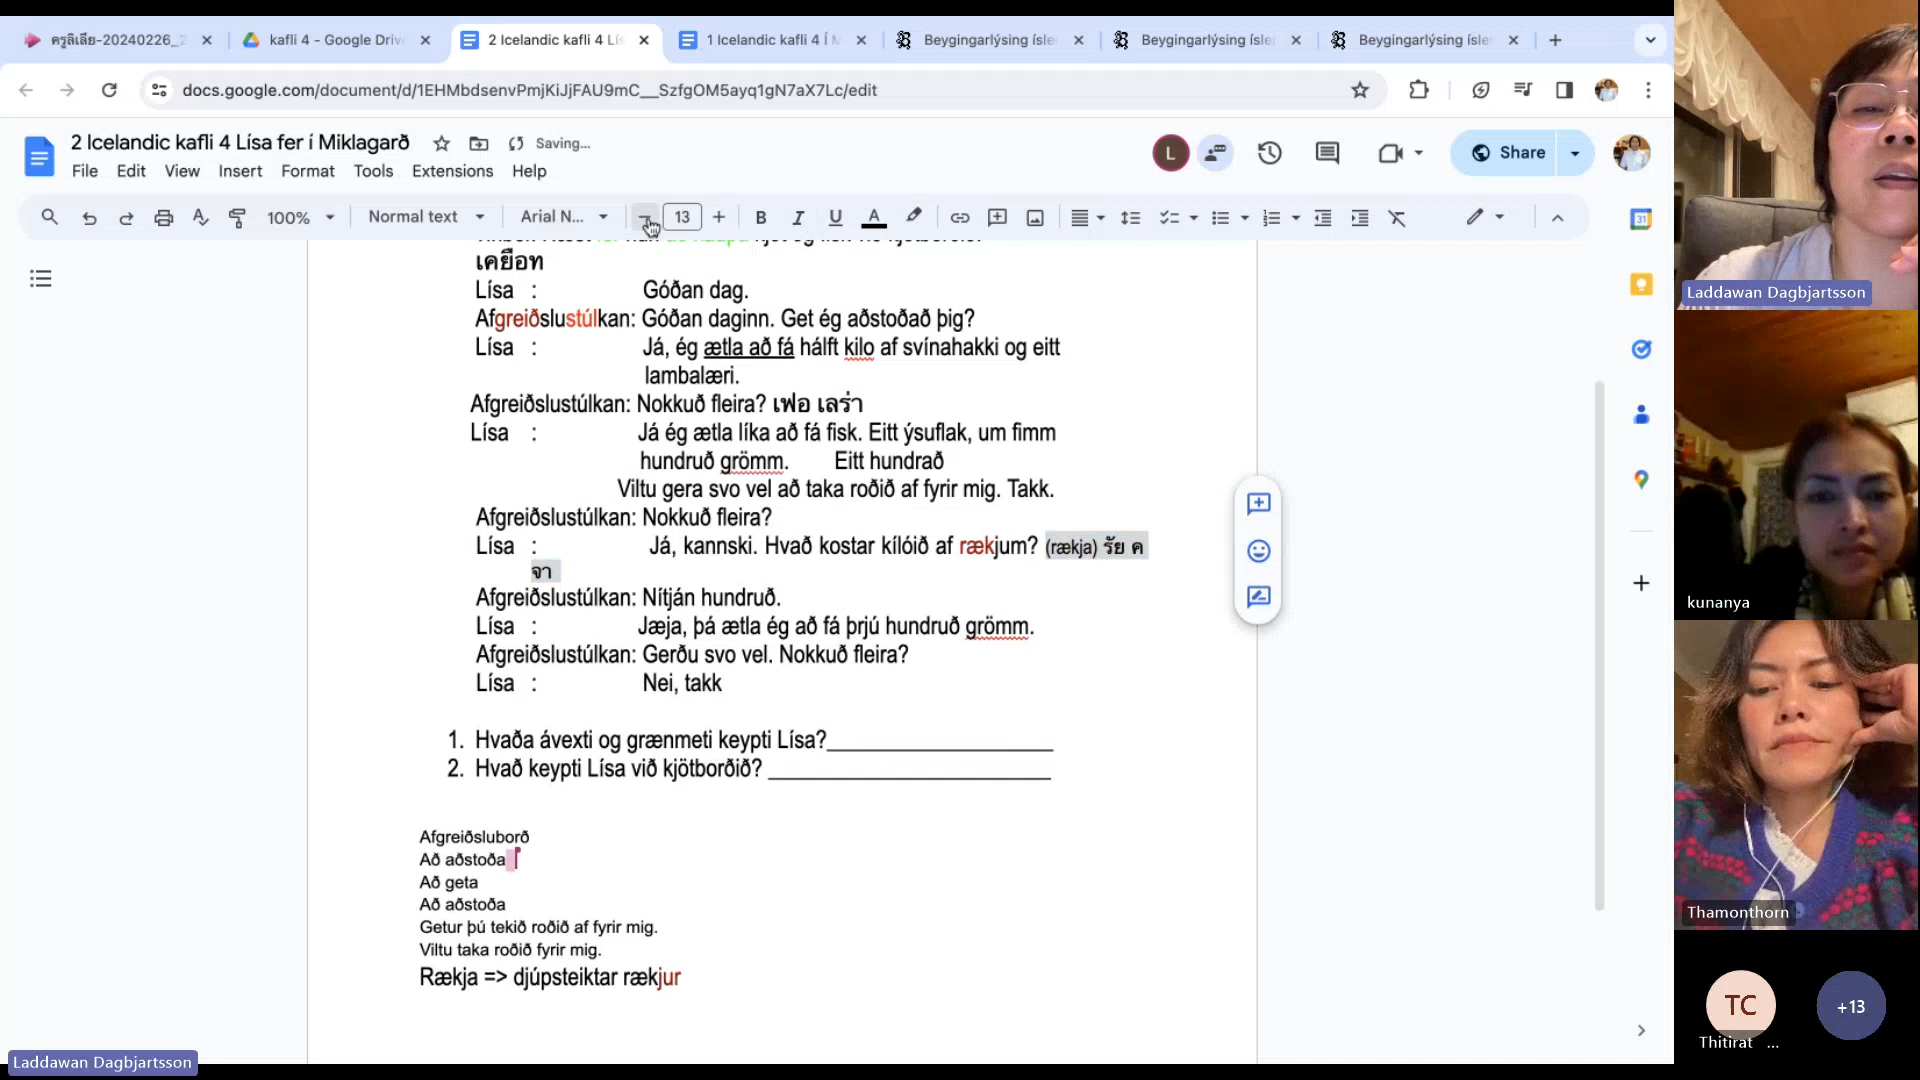 ครูลิเลีย-20240226_2
kafli 4 - Google Drive
2 Icelandic kafli 4 Lís
1 Icelandic kafli 4 Í M
Beygingarlýsing ísle
Beygingarlýsing ísle
Beygingarlýsing ísle
docs.google.com/document/d/1EHMbdsenvPmjKiJjFAU9mC__SzfgOM5ayq1gN7aX7Lc/edit
2 Icelandic kafli 4 Lísa fer í Miklagarð
Saving...
L
Share
File Edit View Insert Format Tools Extensions Help
100% Normal text Arial N... 13 B I U A
31
เคยือท
Lísa : Góðan dag.
Afgreiðslustúlkan: Góðan daginn. Get ég aðstoðað þig?
Lísa : Já, ég ætla að fá hálft kilo af svínahakki og eitt
lambalæri.
Afgreiðslustúlkan: Nokkuð fleira? เฟอ เลร่า
Lísa : Já ég ætla líka að fá fisk. Eitt ýsuflak, um fimm
hundruð grömm. Eitt hundrað
Viltu gera svo vel að taka roðið af fyrir mig. Takk.
Afgreiðslustúlkan: Nokkuð fleira?
Lísa : Já, kannski. Hvað kostar kílóið af rækjum? (rækja) รัย ค
จา
Afgreiðslustúlkan: Nítján hundruð.
Lísa : Jæja, þá ætla ég að fá þrjú hundruð grömm.
Afgreiðslustúlkan: Gerðu svo vel. Nokkuð fleira?
Lísa : Nei, takk
1. Hvaða ávexti og grænmeti keypti Lísa?____________________
2. Hvað keypti Lísa við kjötborðið? _________________________
Afgreiðsluborð
Að aðstoða
Að geta
Að aðstoða
Getur þú tekið roðið af fyrir mig.
Viltu taka roðið fyrir mig.
Rækja => djúpsteiktar rækjur
Laddawan Dagbjartsson
Laddawan Dagbjartsson
kunanya
Thamonthorn
TC
+13
Thitirat ...